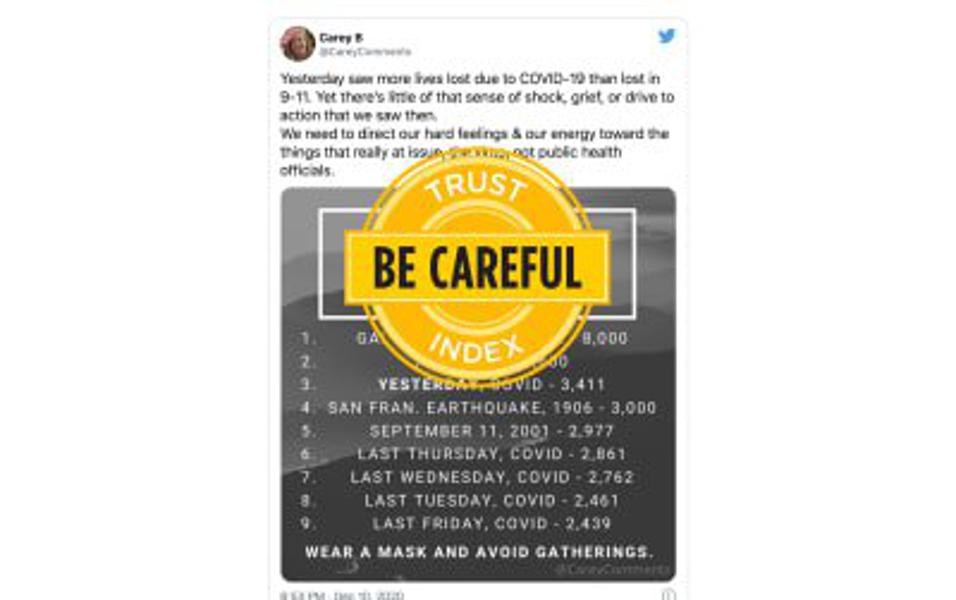 Carey B
@CareyComments
Yesterday saw more lives lost due to COVID-19 than lost in
9-11. Yet there's little of that sense of shock, grief, or drive to
action that we saw then.
We need to direct our hard feelings & our energy toward the
things that really at issue, the virus, not public health
officials.
TRUST
BE CAREFUL
INDEX
1. GA 8,000
2. 00
3. YESTERDAY, COVID - 3,411
4. SAN FRAN. EARTHQUAKE, 1906 - 3,000
5. SEPTEMBER 11, 2001 - 2,977
6. LAST THURSDAY, COVID - 2,861
7. LAST WEDNESDAY, COVID - 2,762
8. LAST TUESDAY, COVID - 2,461
9. LAST FRIDAY, COVID - 2,439
WEAR A MASK AND AVOID GATHERINGS.
@CareyComments
8:53 PM · Dec 10, 2020